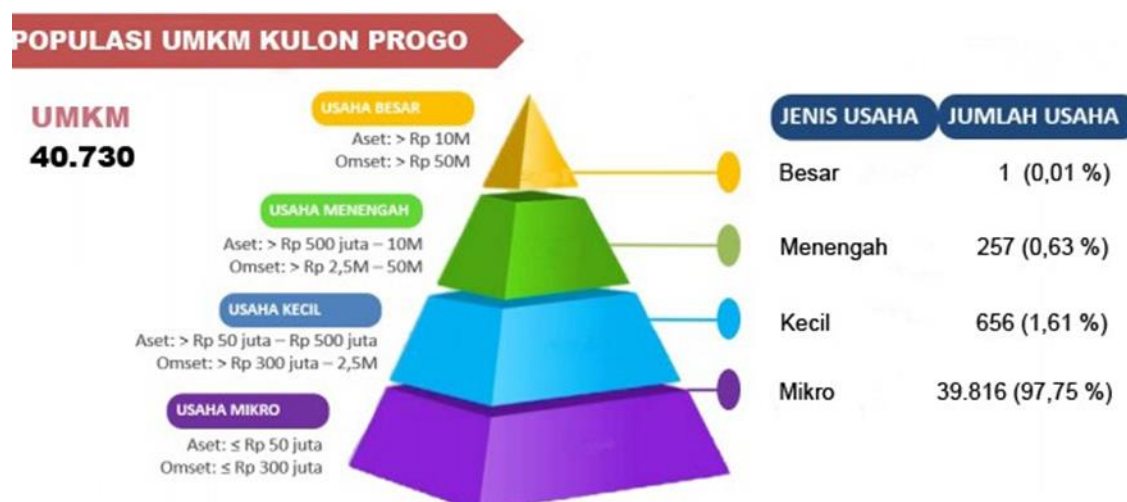 POPULASI UMKM KULON PROGO
UMKM
40.730
USAHA BESAR
Aset: > Rp 10M
Omset: > Rp 50M
USAHA MENENGAH
Aset: > Rp 500 juta – 10M
Omset: > Rp 2,5M – 50M
USAHA KECIL
Aset: > Rp 50 juta – Rp 500 juta
Omset: > Rp 300 juta – 2,5M
USAHA MIKRO
Aset: ≤ Rp 50 juta
Omset: ≤ Rp 300 juta
JENIS USAHA JUMLAH USAHA
Besar 1 (0,01 %)
Menengah 257 (0,63 %)
Kecil 656 (1,61 %)
Mikro 39.816 (97,75 %)